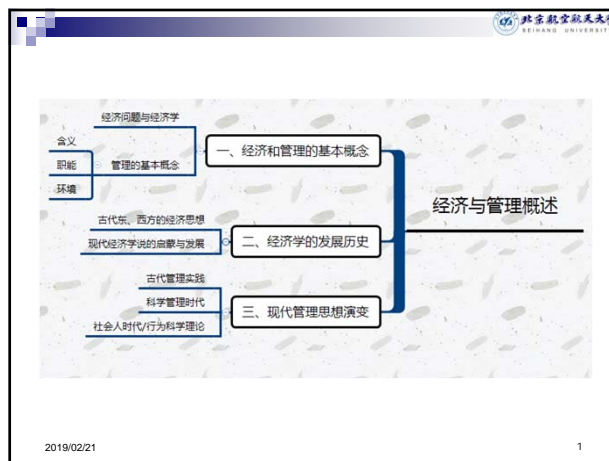 北京航空航天大学
BEIHANG UNIVERSITY
经济与管理概述
一、经济和管理的基本概念
经济问题与经济学
管理的基本概念
含义
职能
环境
二、经济学的发展历史
古代东、西方的经济思想
现代经济学说的启蒙与发展
三、现代管理思想演变
古代管理实践
科学管理时代
社会人时代/行为科学理论
2019/02/21
1